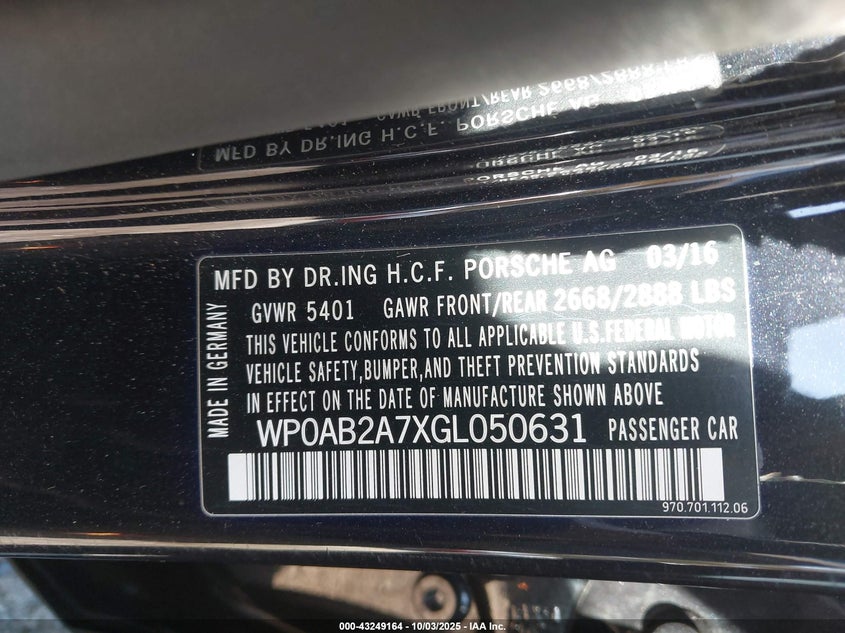 MFD BY DR.ING H.C.F. PORSCHE AG 03/16
GVWR 5401 GAWR FRONT/REAR 2668/2888 LBS
THIS VEHICLE CONFORMS TO ALL APPLICABLE U.S.FEDERAL MOTOR
VEHICLE SAFETY,BUMPER,AND THEFT PREVENTION STANDARDS
IN EFFECT ON THE DATE OF MANUFACTURE SHOWN ABOVE
WP0AB2A7XGL050631 PASSENGER CAR
MADE IN GERMANY
970.701.112.06
000-43249164 - 10/03/2025 - IAA Inc.